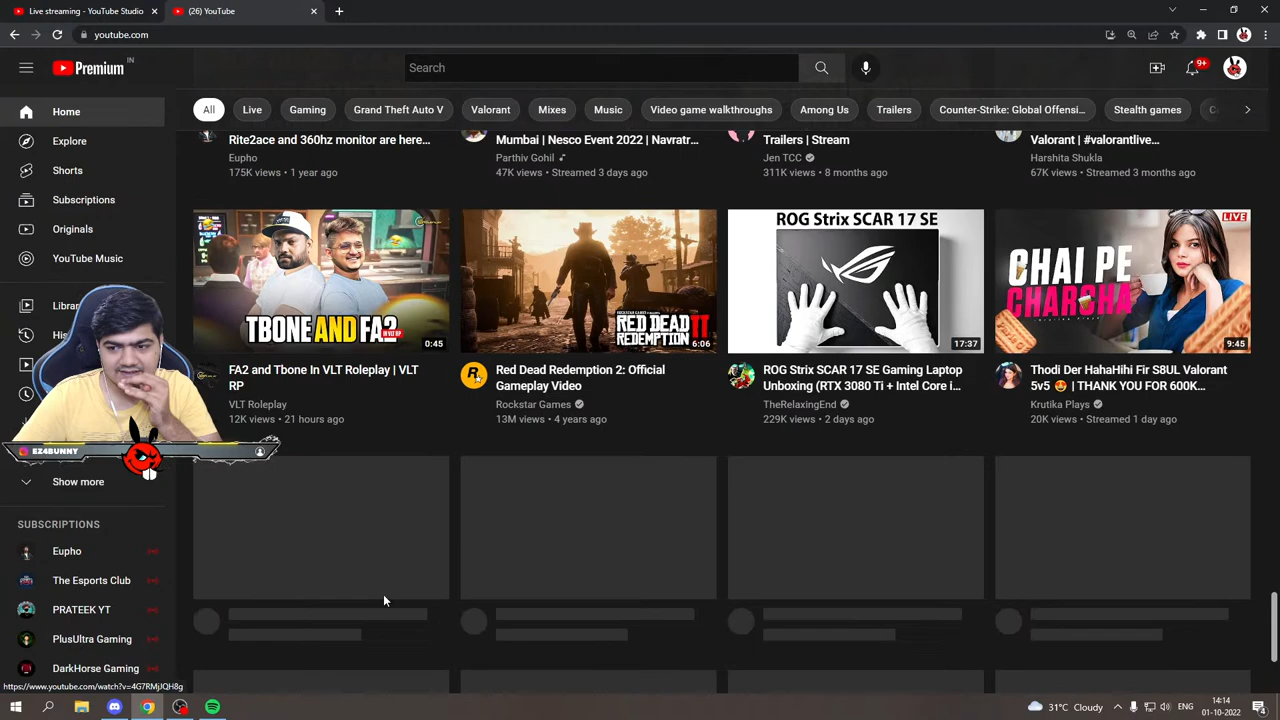 Live streaming - YouTube Studio
(26) YouTube
youtube.com
Premium IN
Search
9+
Home
Explore
Shorts
Subscriptions
Originals
YouTube Music
Show more
SUBSCRIPTIONS
Eupho
The Esports Club
PRATEEK YT
PlusUltra Gaming
DarkHorse Gaming
All
Live
Gaming
Grand Theft Auto V
Valorant
Mixes
Music
Video game walkthroughs
Among Us
Trailers
Counter-Strike: Global Offensi...
Stealth games
Rite2ace and 360hz monitor are here...
Eupho
175K views • 1 year ago
Mumbai | Nesco Event 2022 | Navratr...
Parthiv Gohil
47K views • Streamed 3 days ago
Trailers | Stream
Jen TCC
311K views • 8 months ago
Valorant | #valorantlive...
Harshita Shukla
67K views • Streamed 3 months ago
TBONE AND FA2
IN VLT RP
0:45
FA2 and Tbone In VLT Roleplay | VLT
RP
VLT Roleplay
12K views • 21 hours ago
RED DEAD
REDEMPTION II
6:06
Red Dead Redemption 2: Official
Gameplay Video
Rockstar Games
13M views • 4 years ago
ROG Strix SCAR 17 SE
17:37
ROG Strix SCAR 17 SE Gaming Laptop
Unboxing (RTX 3080 Ti + Intel Core i...
TheRelaxingEnd
229K views • 2 days ago
LIVE
CHAI PE
CHARCHA
9:45
Thodi Der HahaHihi Fir S8UL Valorant
5v5 😍 | THANK YOU FOR 600K...
Krutika Plays
20K views • Streamed 1 day ago
EZ4BUNNY
https://www.youtube.com/watch?v=4G7RMjJQH8g
31°C Cloudy
ENG
14:14
01-10-2022